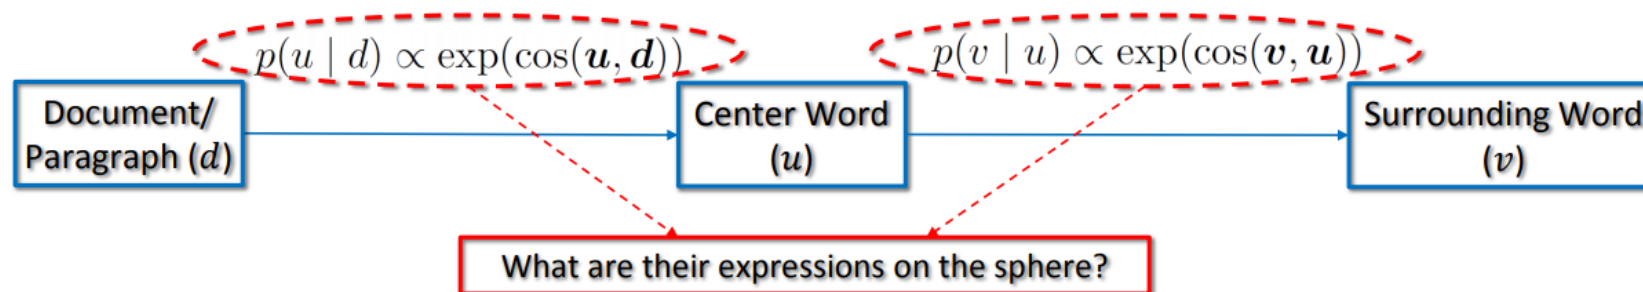 p(u | d) ∝ exp(cos(u, d))
p(v | u) ∝ exp(cos(v, u))
Document/
Paragraph (d)
Center Word
(u)
Surrounding Word
(v)
What are their expressions on the sphere?